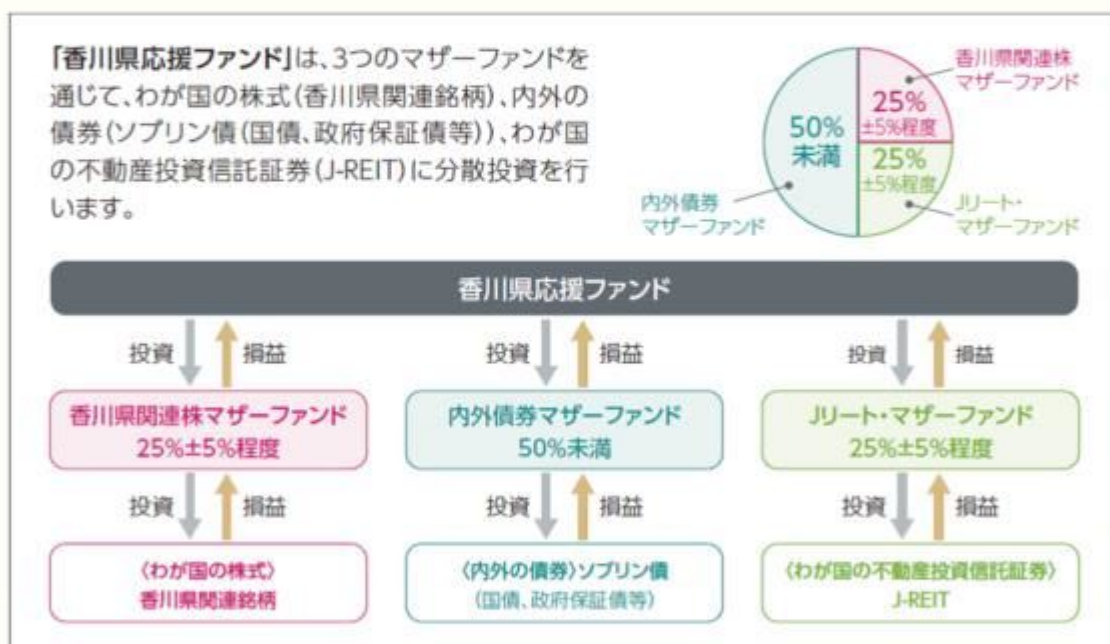 「香川県応援ファンド」は、3つのマザーファンドを
通じて、わが国の株式(香川県関連銘柄)、内外の
債券(ソブリン債(国債、政府保証債等))、わが国
の不動産投資信託証券(J-REIT)に分散投資を行
います。
香川県関連株
マザーファンド
25%
±5%程度
50%
未満
25%
±5%程度
内外債券
マザーファンド
Jリート・
マザーファンド
香川県応援ファンド
投資 損益 投資 損益 投資 損益
香川県関連株マザーファンド
25%±5%程度
内外債券マザーファンド
50%未満
Jリート・マザーファンド
25%±5%程度
投資 損益 投資 損益 投資 損益
〈わが国の株式〉
香川県関連銘柄
〈内外の債券〉ソブリン債
(国債、政府保証債等)
〈わが国の不動産投資信託証券〉
J-REIT